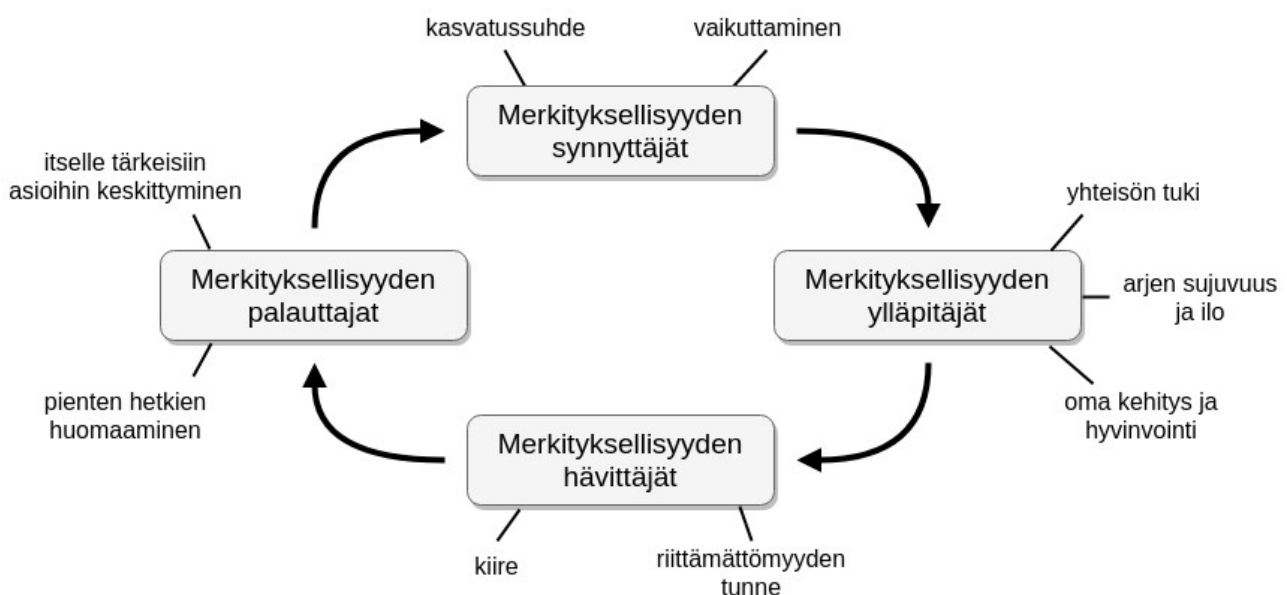 kasvatussuhde
vaikuttaminen
Merkityksellisyyden
synnyttäjät
itselle tärkeisiin
asioihin keskittyminen
yhteisön tuki
Merkityksellisyyden
palauttajat
Merkityksellisyyden
ylläpitäjät
arjen sujuvuus
ja ilo
pienten hetkien
huomaaminen
oma kehitys ja
hyvinvointi
Merkityksellisyyden
hävittäjät
kiire
riittämättömyyden
tunne